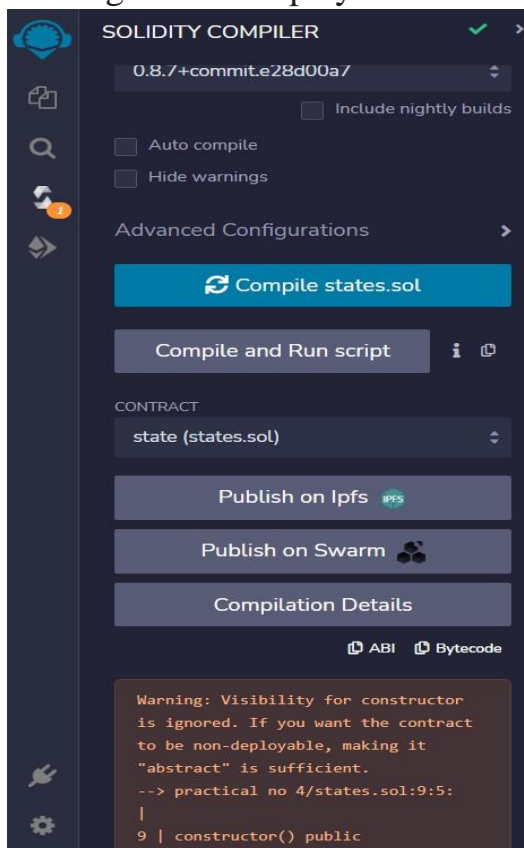 SOLIDITY COMPILER
0.8.7+commit.e28d00a7
Include nightly builds
Auto compile
Hide warnings
1
Advanced Configurations
Compile states.sol
Compile and Run script
i
CONTRACT
state (states.sol)
Publish on Ipfs IPFS
Publish on Swarm
Compilation Details
ABI Bytecode
Warning: Visibility for constructor
is ignored. If you want the contract
to be non-deployable, making it
"abstract" is sufficient.
--> practical no 4/states.sol:9:5:
|
9 | constructor() public